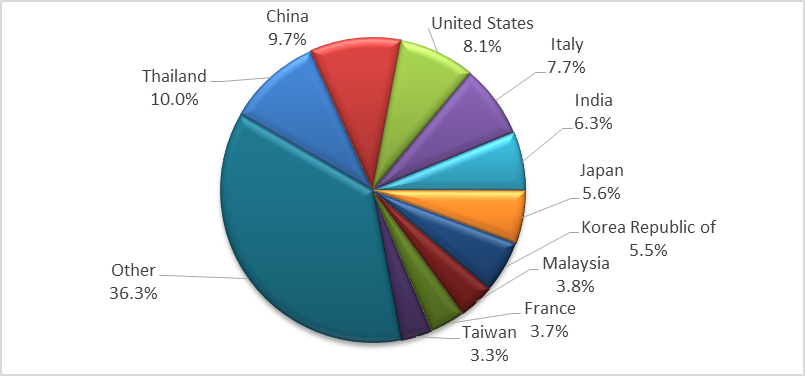 China
9.7%
United States
8.1%
Italy
7.7%
India
6.3%
Japan
5.6%
Korea Republic of
5.5%
Malaysia
3.8%
France
3.7%
Taiwan
3.3%
Other
36.3%
Thailand
10.0%